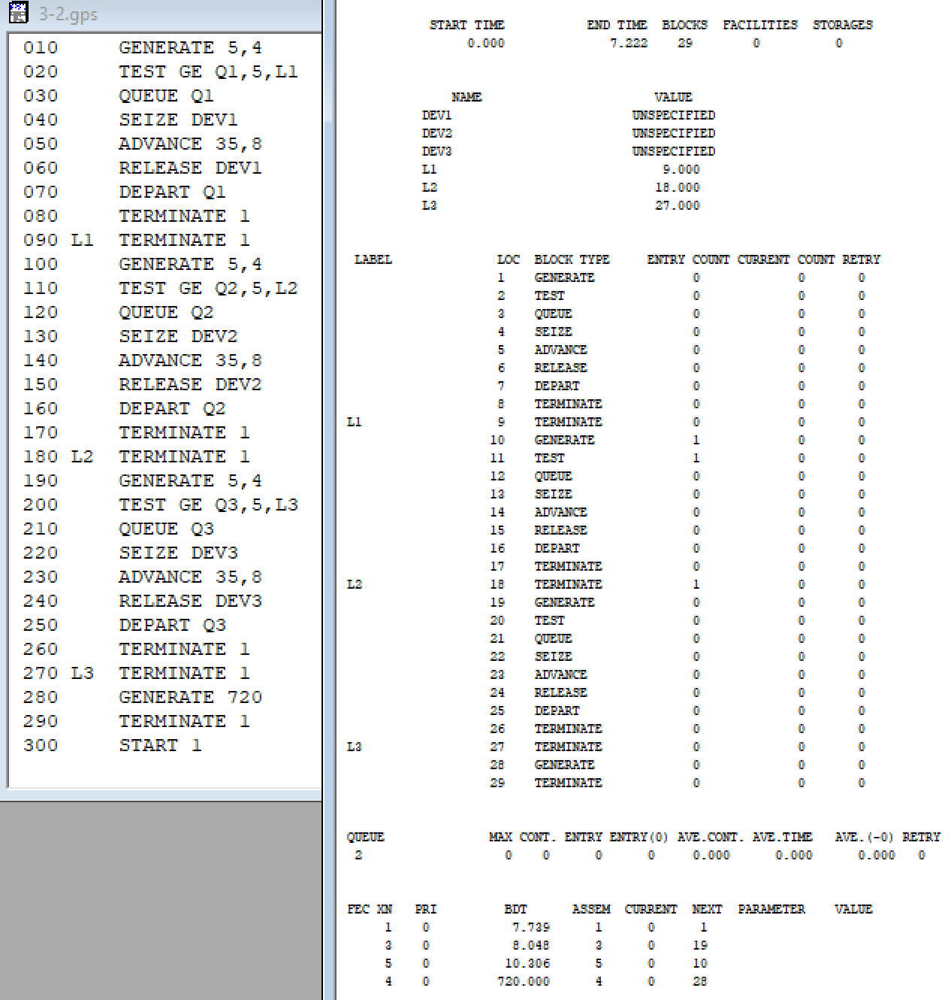 3-2.gps
010 GENERATE 5,4
020 TEST GE Q1,5,L1
030 QUEUE Q1
040 SEIZE DEV1
050 ADVANCE 35,8
060 RELEASE DEV1
070 DEPART Q1
080 TERMINATE 1
090 L1 TERMINATE 1
100 GENERATE 5,4
110 TEST GE Q2,5,L2
120 QUEUE Q2
130 SEIZE DEV2
140 ADVANCE 35,8
150 RELEASE DEV2
160 DEPART Q2
170 TERMINATE 1
180 L2 TERMINATE 1
190 GENERATE 5,4
200 TEST GE Q3,5,L3
210 QUEUE Q3
220 SEIZE DEV3
230 ADVANCE 35,8
240 RELEASE DEV3
250 DEPART Q3
260 TERMINATE 1
270 L3 TERMINATE 1
280 GENERATE 720
290 TERMINATE 1
300 START 1
START TIME END TIME BLOCKS FACILITIES STORAGES
0.000 7.222 29 0 0
NAME VALUE
DEV1 UNSPECIFIED
DEV2 UNSPECIFIED
DEV3 UNSPECIFIED
L1 9.000
L2 18.000
L3 27.000
LABEL LOC BLOCK TYPE ENTRY COUNT CURRENT COUNT RETRY
1 GENERATE 0 0 0
2 TEST 0 0 0
3 QUEUE 0 0 0
4 SEIZE 0 0 0
5 ADVANCE 0 0 0
6 RELEASE 0 0 0
7 DEPART 0 0 0
8 TERMINATE 0 0 0
L1 9 TERMINATE 0 0 0
10 GENERATE 1 0 0
11 TEST 1 0 0
12 QUEUE 0 0 0
13 SEIZE 0 0 0
14 ADVANCE 0 0 0
15 RELEASE 0 0 0
16 DEPART 0 0 0
17 TERMINATE 0 0 0
L2 18 TERMINATE 1 0 0
19 GENERATE 0 0 0
20 TEST 0 0 0
21 QUEUE 0 0 0
22 SEIZE 0 0 0
23 ADVANCE 0 0 0
24 RELEASE 0 0 0
25 DEPART 0 0 0
26 TERMINATE 0 0 0
L3 27 TERMINATE 0 0 0
28 GENERATE 0 0 0
29 TERMINATE 0 0 0
QUEUE MAX CONT. ENTRY ENTRY(0) AVE.CONT. AVE.TIME AVE.(-0) RETRY
2 0 0 0 0 0.000 0.000 0.000 0
FEC XN PRI BDT ASSEM CURRENT NEXT PARAMETER VALUE
1 0 7.739 1 0 1
3 0 8.048 3 0 19
5 0 10.306 5 0 10
4 0 720.000 4 0 28